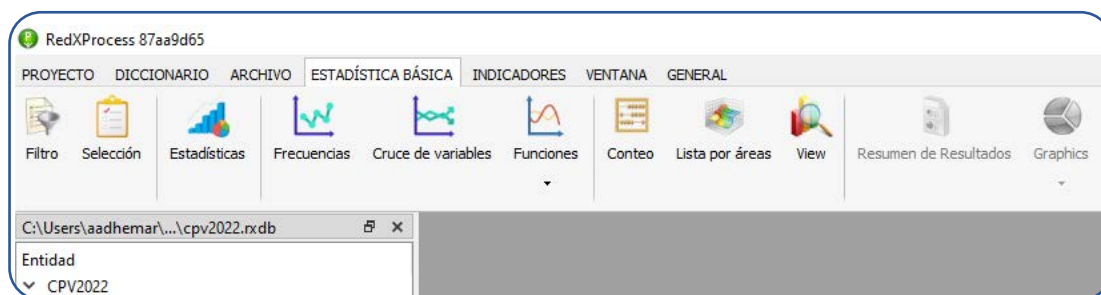 RedXProcess 87aa9d65
PROYECTO DICCIONARIO ARCHIVO ESTADÍSTICA BÁSICA INDICADORES VENTANA GENERAL
Filtro Selección Estadísticas Frecuencias Cruce de variables Funciones Conteo Lista por áreas View Resumen de Resultados Graphics
C:\Users\aadhemar\...\cpv2022.rxdb
Entidad
CPV2022